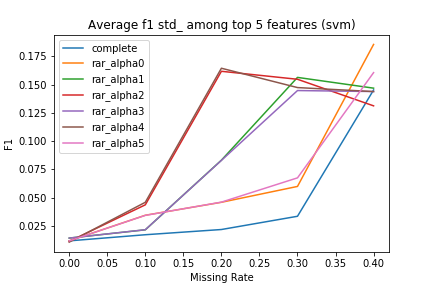 Average f1 std_ among top 5 features (svm)
complete
rar_alpha0
rar_alpha1
rar_alpha2
rar_alpha3
rar_alpha4
rar_alpha5
F1
0.175
0.150
0.125
0.100
0.075
0.050
0.025
0.00 0.05 0.10 0.15 0.20 0.25 0.30 0.35 0.40
Missing Rate